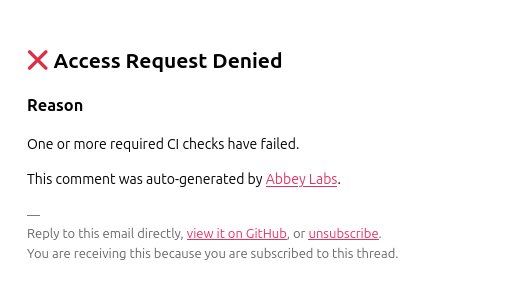 ❌ Access Request Denied
Reason
One or more required CI checks have failed.
This comment was auto-generated by Abbey Labs.
—
Reply to this email directly, view it on GitHub, or unsubscribe.
You are receiving this because you are subscribed to this thread.